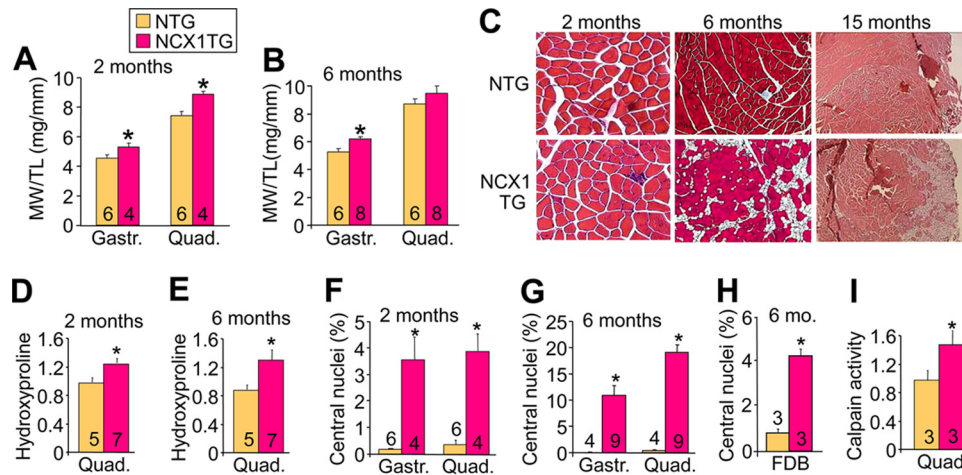 NTG
NCX1TG
A
2 months
MW/TL (mg/mm)
10
8
6
4
2
0
*
*
6 4 6 4
Gastr. Quad.
B
6 months
MW/TL(mg/mm)
10
8
6
4
2
0
*
6 8 6 8
Gastr. Quad.
C
2 months 6 months 15 months
NTG
NCX1
TG
D
2 months
Hydroxyproline
1.6
1.2
0.8
0.4
0
*
5 7
Quad.
E
6 months
Hydroxyproline
1.6
1.2
0.8
0.4
0
*
5 7
Quad.
F
2 months
Central nuclei (%)
5
4
3
2
1
0
* *
6 4 6 4
Gastr. Quad.
G
6 months
Central nuclei (%)
25
20
15
10
5
0
* *
4 9 4 9
Gastr. Quad.
H
6 mo.
Central nuclei (%)
6
4
2
0
*
3 3
FDB
I
Calpain activity
1.6
1.2
0.8
0.4
0
*
3 3
Quad